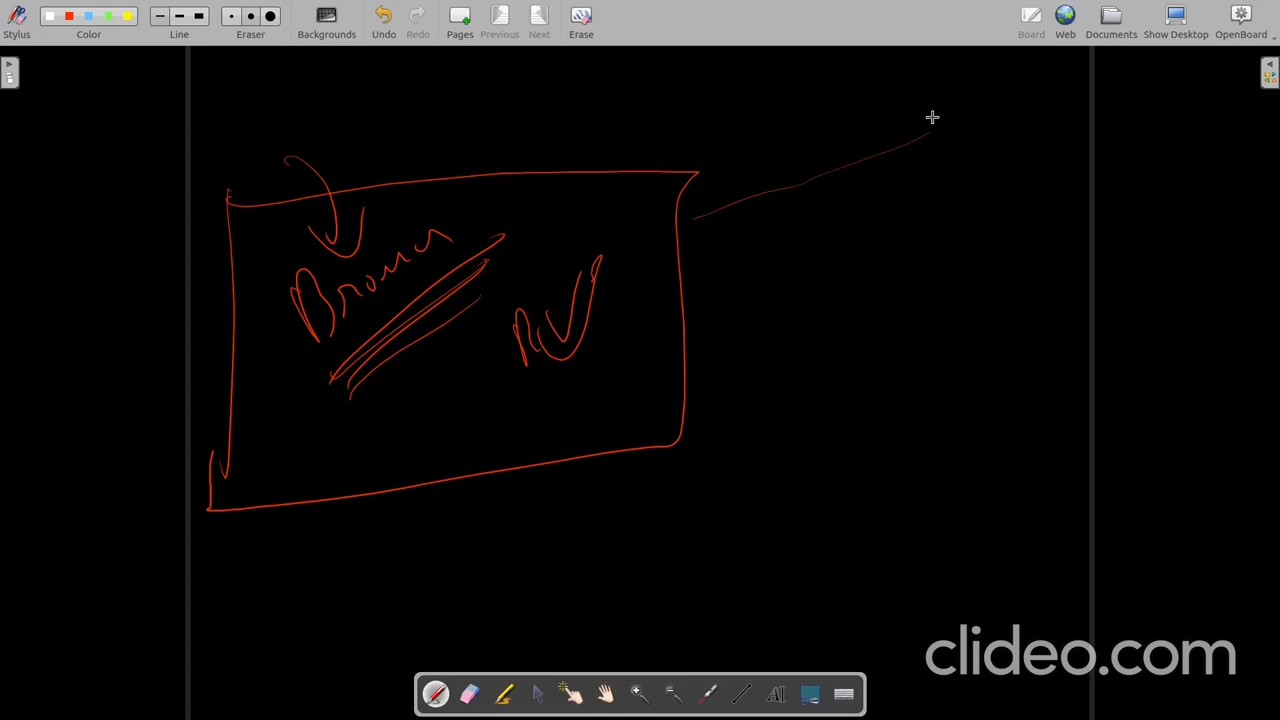 Stylus Color Line Eraser Backgrounds Undo Redo Pages Previous Next Erase Board Web Documents Show Desktop OpenBoard
clideo.com
AI